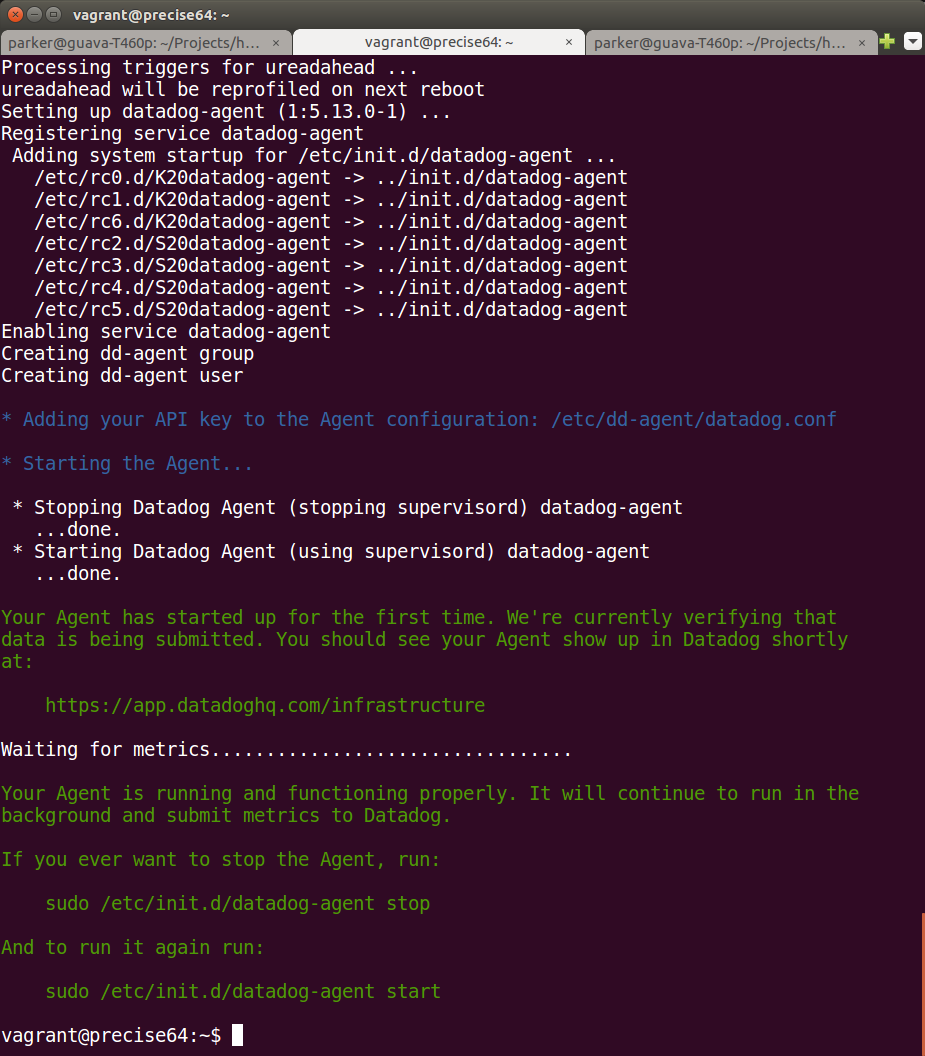 vagrant@precise64: ~
parker@guava-T460p: ~/Projects/h... × vagrant@precise64: ~ × parker@guava-T460p: ~/Projects/h... ×
Processing triggers for ureadahead ...
ureadahead will be reprofiled on next reboot
Setting up datadog-agent (1:5.13.0-1) ...
Registering service datadog-agent
 Adding system startup for /etc/init.d/datadog-agent ...
   /etc/rc0.d/K20datadog-agent -> ../init.d/datadog-agent
   /etc/rc1.d/K20datadog-agent -> ../init.d/datadog-agent
   /etc/rc6.d/K20datadog-agent -> ../init.d/datadog-agent
   /etc/rc2.d/S20datadog-agent -> ../init.d/datadog-agent
   /etc/rc3.d/S20datadog-agent -> ../init.d/datadog-agent
   /etc/rc4.d/S20datadog-agent -> ../init.d/datadog-agent
   /etc/rc5.d/S20datadog-agent -> ../init.d/datadog-agent
Enabling service datadog-agent
Creating dd-agent group
Creating dd-agent user
* Adding your API key to the Agent configuration: /etc/dd-agent/datadog.conf
* Starting the Agent...
 * Stopping Datadog Agent (stopping supervisord) datadog-agent
   ...done.
 * Starting Datadog Agent (using supervisord) datadog-agent
   ...done.
Your Agent has started up for the first time. We're currently verifying that
data is being submitted. You should see your Agent show up in Datadog shortly
at:
    https://app.datadoghq.com/infrastructure
Waiting for metrics.................................
Your Agent is running and functioning properly. It will continue to run in the
background and submit metrics to Datadog.
If you ever want to stop the Agent, run:
    sudo /etc/init.d/datadog-agent stop
And to run it again run:
    sudo /etc/init.d/datadog-agent start
vagrant@precise64:~$